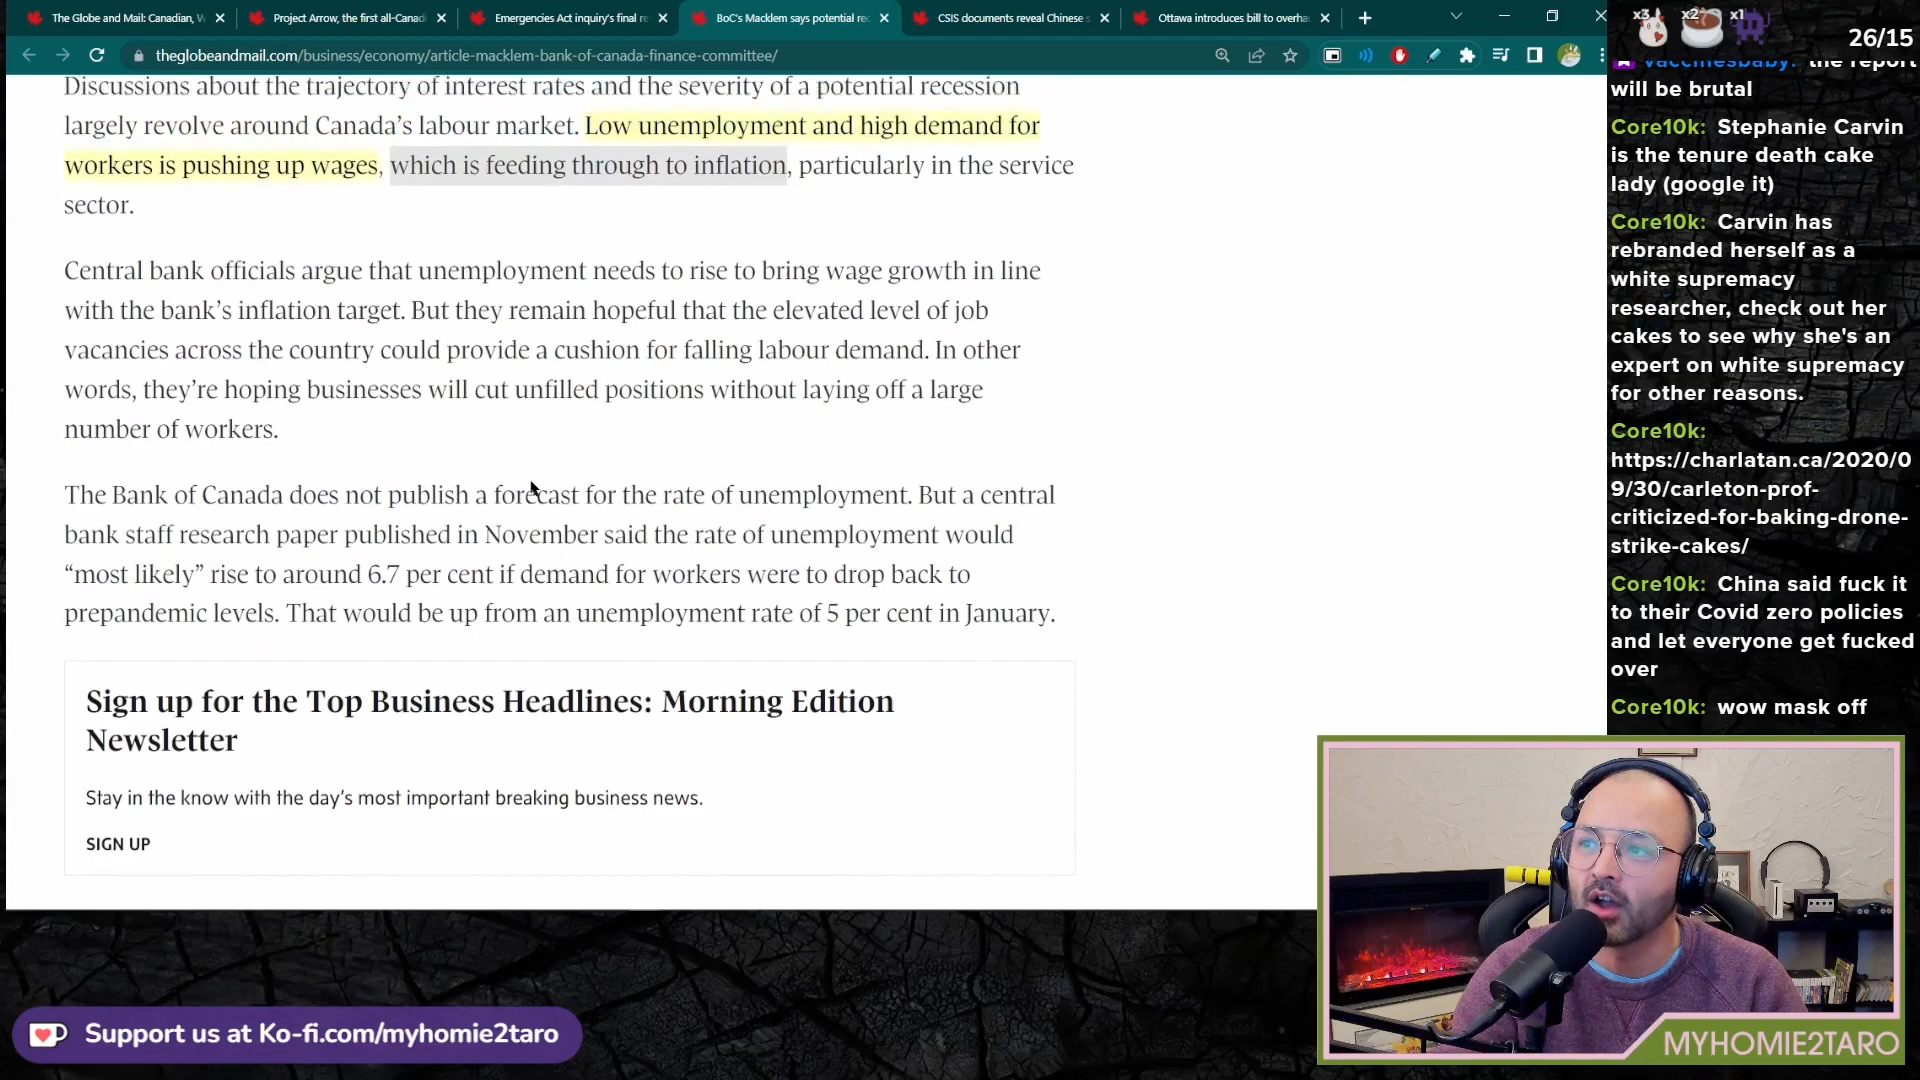 The Globe and Mail: Canadian, W
Project Arrow, the first all-Canadi
Emergencies Act inquiry's final re
BoC's Macklem says potential rec
CSIS documents reveal Chinese s
Ottawa introduces bill to overha
theglobeandmail.com/business/economy/article-macklem-bank-of-canada-finance-committee/
Discussions about the trajectory of interest rates and the severity of a potential recession
largely revolve around Canada’s labour market. Low unemployment and high demand for
workers is pushing up wages, which is feeding through to inflation, particularly in the service
sector.
Central bank officials argue that unemployment needs to rise to bring wage growth in line
with the bank’s inflation target. But they remain hopeful that the elevated level of job
vacancies across the country could provide a cushion for falling labour demand. In other
words, they’re hoping businesses will cut unfilled positions without laying off a large
number of workers.
The Bank of Canada does not publish a forecast for the rate of unemployment. But a central
bank staff research paper published in November said the rate of unemployment would
“most likely” rise to around 6.7 per cent if demand for workers were to drop back to
prepandemic levels. That would be up from an unemployment rate of 5 per cent in January.
Sign up for the Top Business Headlines: Morning Edition
Newsletter
Stay in the know with the day’s most important breaking business news.
SIGN UP
x3 x2 x1
26/15
vaccinesbaby: the report
will be brutal
Core10k: Stephanie Carvin
is the tenure death cake
lady (google it)
Core10k: Carvin has
rebranded herself as a
white supremacy
researcher, check out her
cakes to see why she's an
expert on white supremacy
for other reasons.
Core10k:
https://charlatan.ca/2020/0
9/30/carleton-prof-
criticized-for-baking-drone-
strike-cakes/
Core10k: China said fuck it
to their Covid zero policies
and let everyone get fucked
over
Core10k: wow mask off
Support us at Ko-fi.com/myhomie2taro
MYHOMIE2TARO